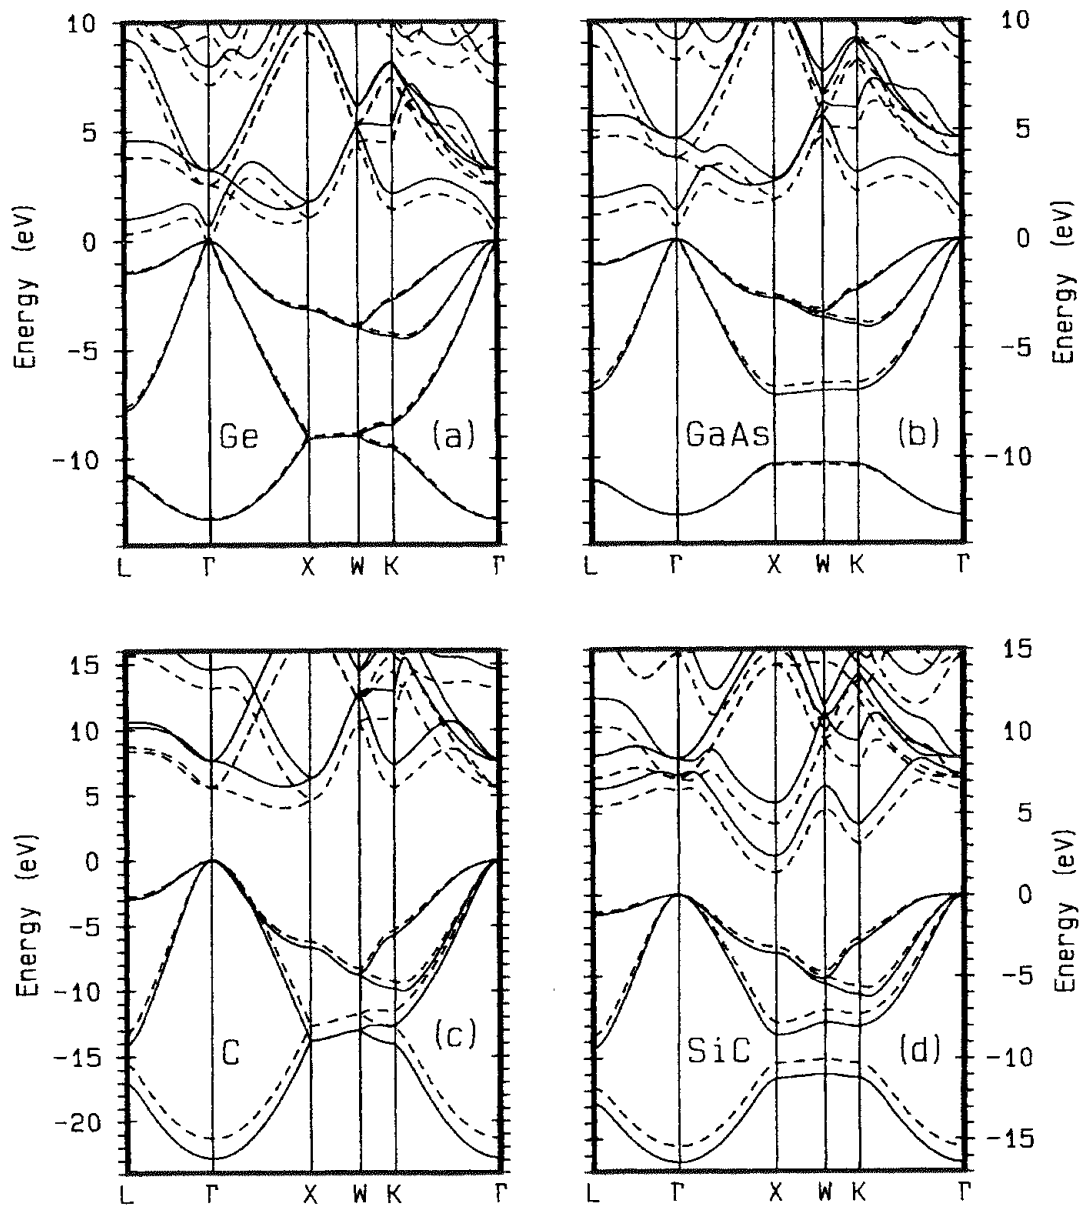 10
5
0
-5
-10
Energy (eV)
Ge
(a)
L Γ X W K Γ
10
5
0
-5
-10
Energy (eV)
GaAs
(b)
L Γ X W K Γ
15
10
5
0
-5
-10
-15
-20
Energy (eV)
C
(c)
L Γ X W K Γ
15
10
5
0
-5
-10
-15
Energy (eV)
SiC
(d)
L Γ X W K Γ